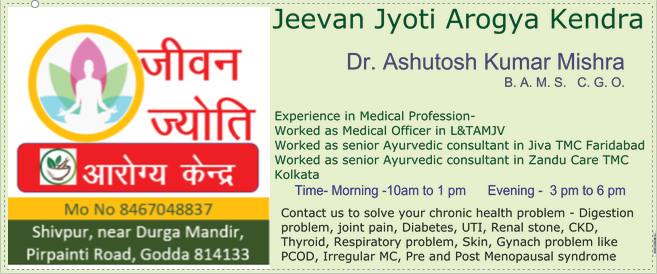 जीवन
ज्योति
आरोग्य केन्द्र
Mo No 8467048837
Shivpur, near Durga Mandir,
Pirpainti Road, Godda 814133
Jeevan Jyoti Arogya Kendra
Dr. Ashutosh Kumar Mishra
B. A. M. S. C. G. O.
Experience in Medical Profession-
Worked as Medical Officer in L&TAMJV
Worked as senior Ayurvedic consultant in Jiva TMC Faridabad
Worked as senior Ayurvedic consultant in Zandu Care TMC
Kolkata
Time- Morning -10am to 1 pm Evening - 3 pm to 6 pm
Contact us to solve your chronic health problem - Digestion
problem, joint pain, Diabetes, UTI, Renal stone, CKD,
Thyroid, Respiratory problem, Skin, Gynach problem like
PCOD, Irregular MC, Pre and Post Menopausal syndrome